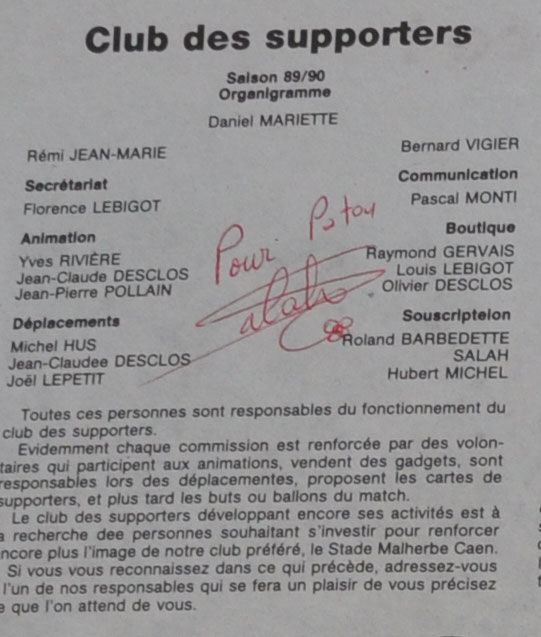 Club des supporters
Saison 89/90
Organigramme
Daniel MARIETTE
Rémi JEAN-MARIE
Bernard VIGIER
Secrétariat
Florence LEBIGOT
Communication
Pascal MONTI
Animation
Yves RIVIÈRE
Jean-Claude DESCLOS
Jean-Pierre POLLAIN
Boutique
Raymond GERVAIS
Louis LEBIGOT
Olivier DESCLOS
Pour Patou
Déplacements
Michel HUS
Jean-Claudee DESCLOS
Joël LEPETIT
Souscripteion
Roland BARBEDETTE
SALAH
Hubert MICHEL
Toutes ces personnes sont responsables du fonctionnement du
club des supporters.
Evidemment chaque commission est renforcée par des volon-
taires qui participent aux animations, vendent des gadgets, sont
responsables lors des déplacementes, proposent les cartes de
supporters, et plus tard les buts ou ballons du match.
Le club des supporters développant encore ses activités est à
a recherche dee personnes souhaitant s'investir pour renforcer
ncore plus l'image de notre club préféré, le Stade Malherbe Caen.
Si vous vous reconnaissez dans ce qui précède, adressez-vous
l'un de nos responsables qui se fera un plaisir de vous précisez
e que l'on attend de vous.